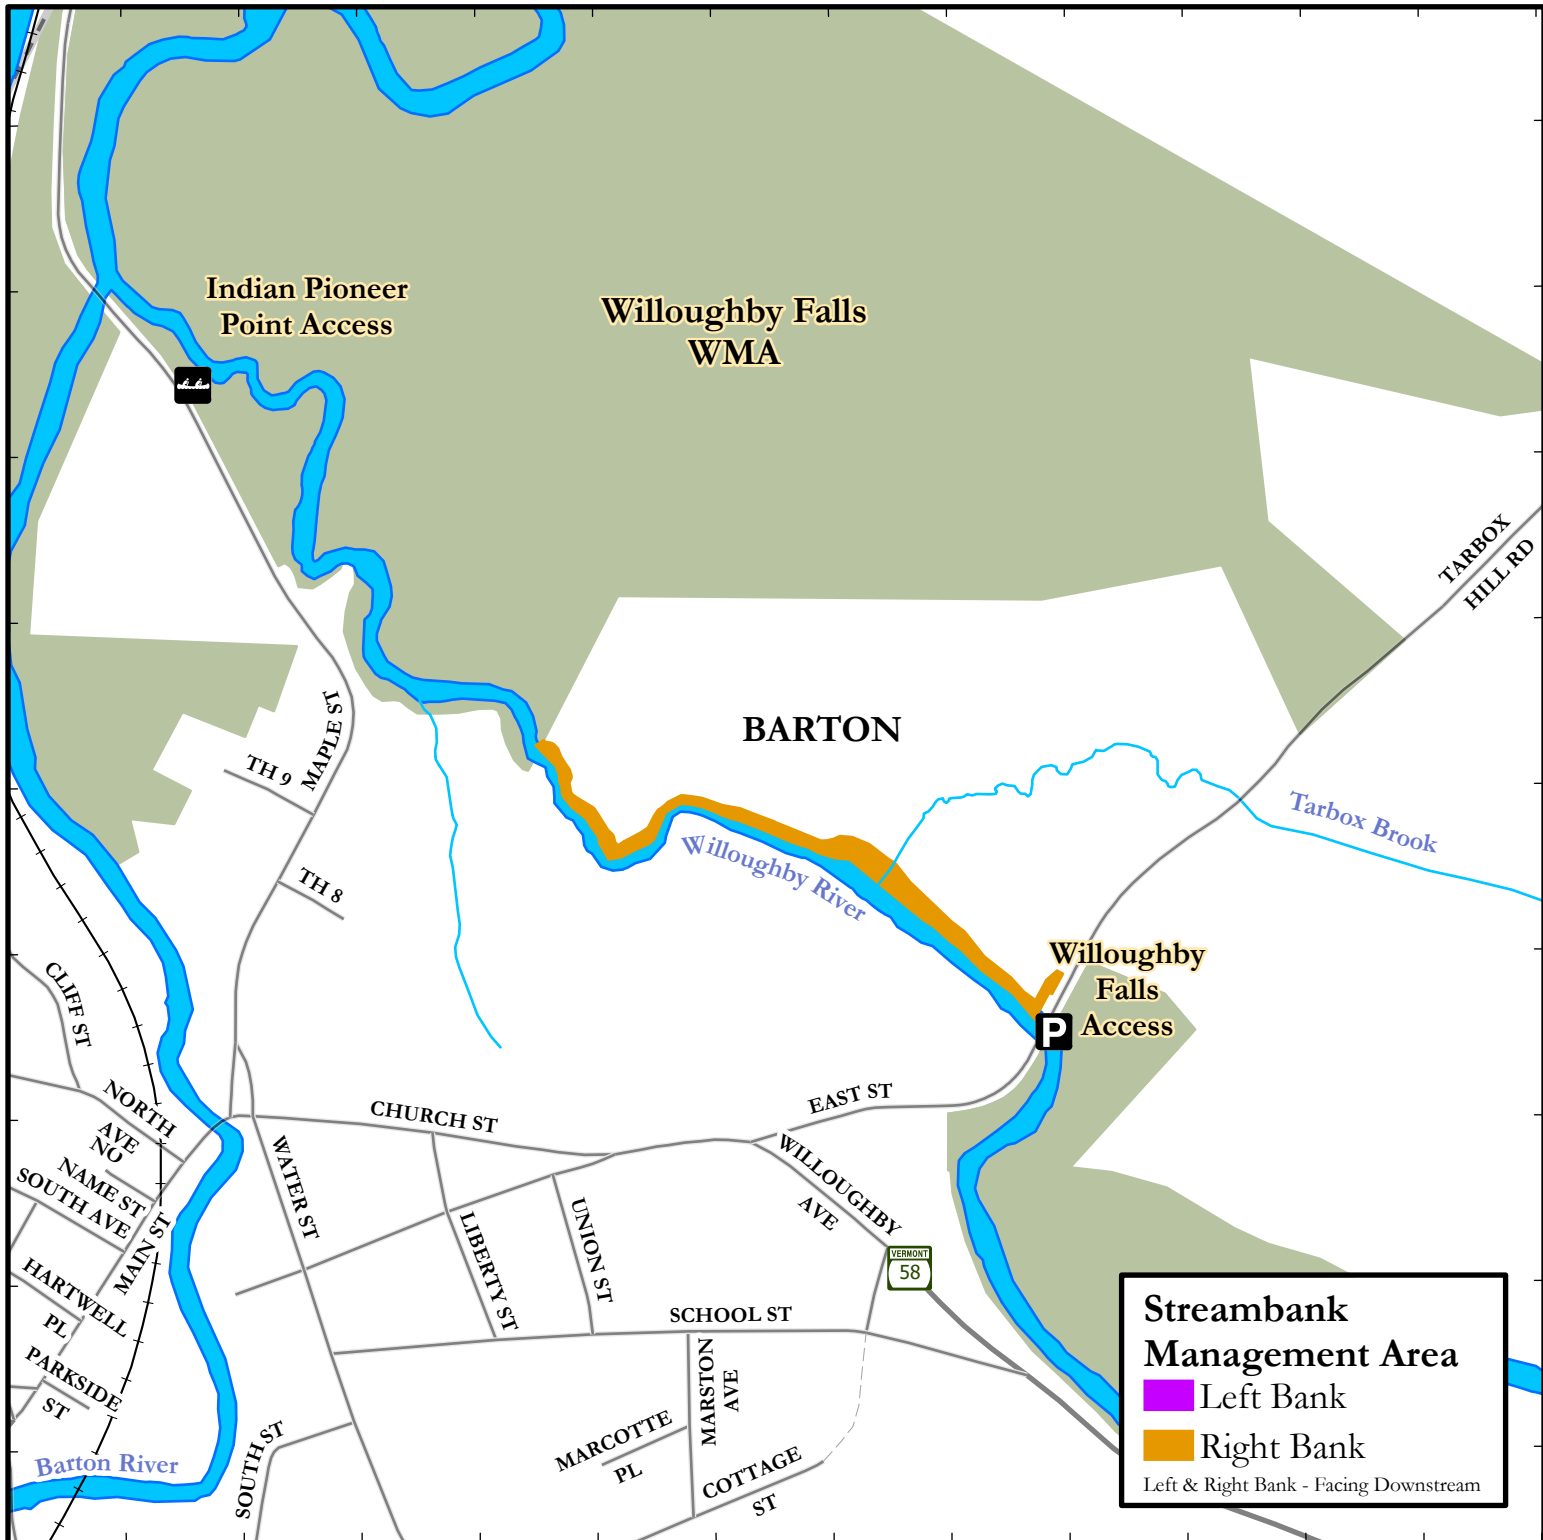 Indian Pioneer
Point Access
Willoughby Falls
WMA
TARBOX
HILL RD
MAPLE ST
BARTON
TH 9
Tarbox Brook
Willoughby River
TH 8
Willoughby
Falls
Access
P
CLIFF ST
NORTH
AVE
EAST ST
CHURCH ST
NO
NAME ST
WATER ST
WILLOUGHBY
AVE
SOUTH AVE
MAIN ST
UNION ST
LIBERTY ST
VERMONT
58
HARTWELL
PL
SCHOOL ST
Streambank
Management Area
Left Bank
Right Bank
Left & Right Bank - Facing Downstream
PARKSIDE
ST
MARSTON
AVE
MARCOTTE
PL
COTTAGE
ST
SOUTH ST
Barton River